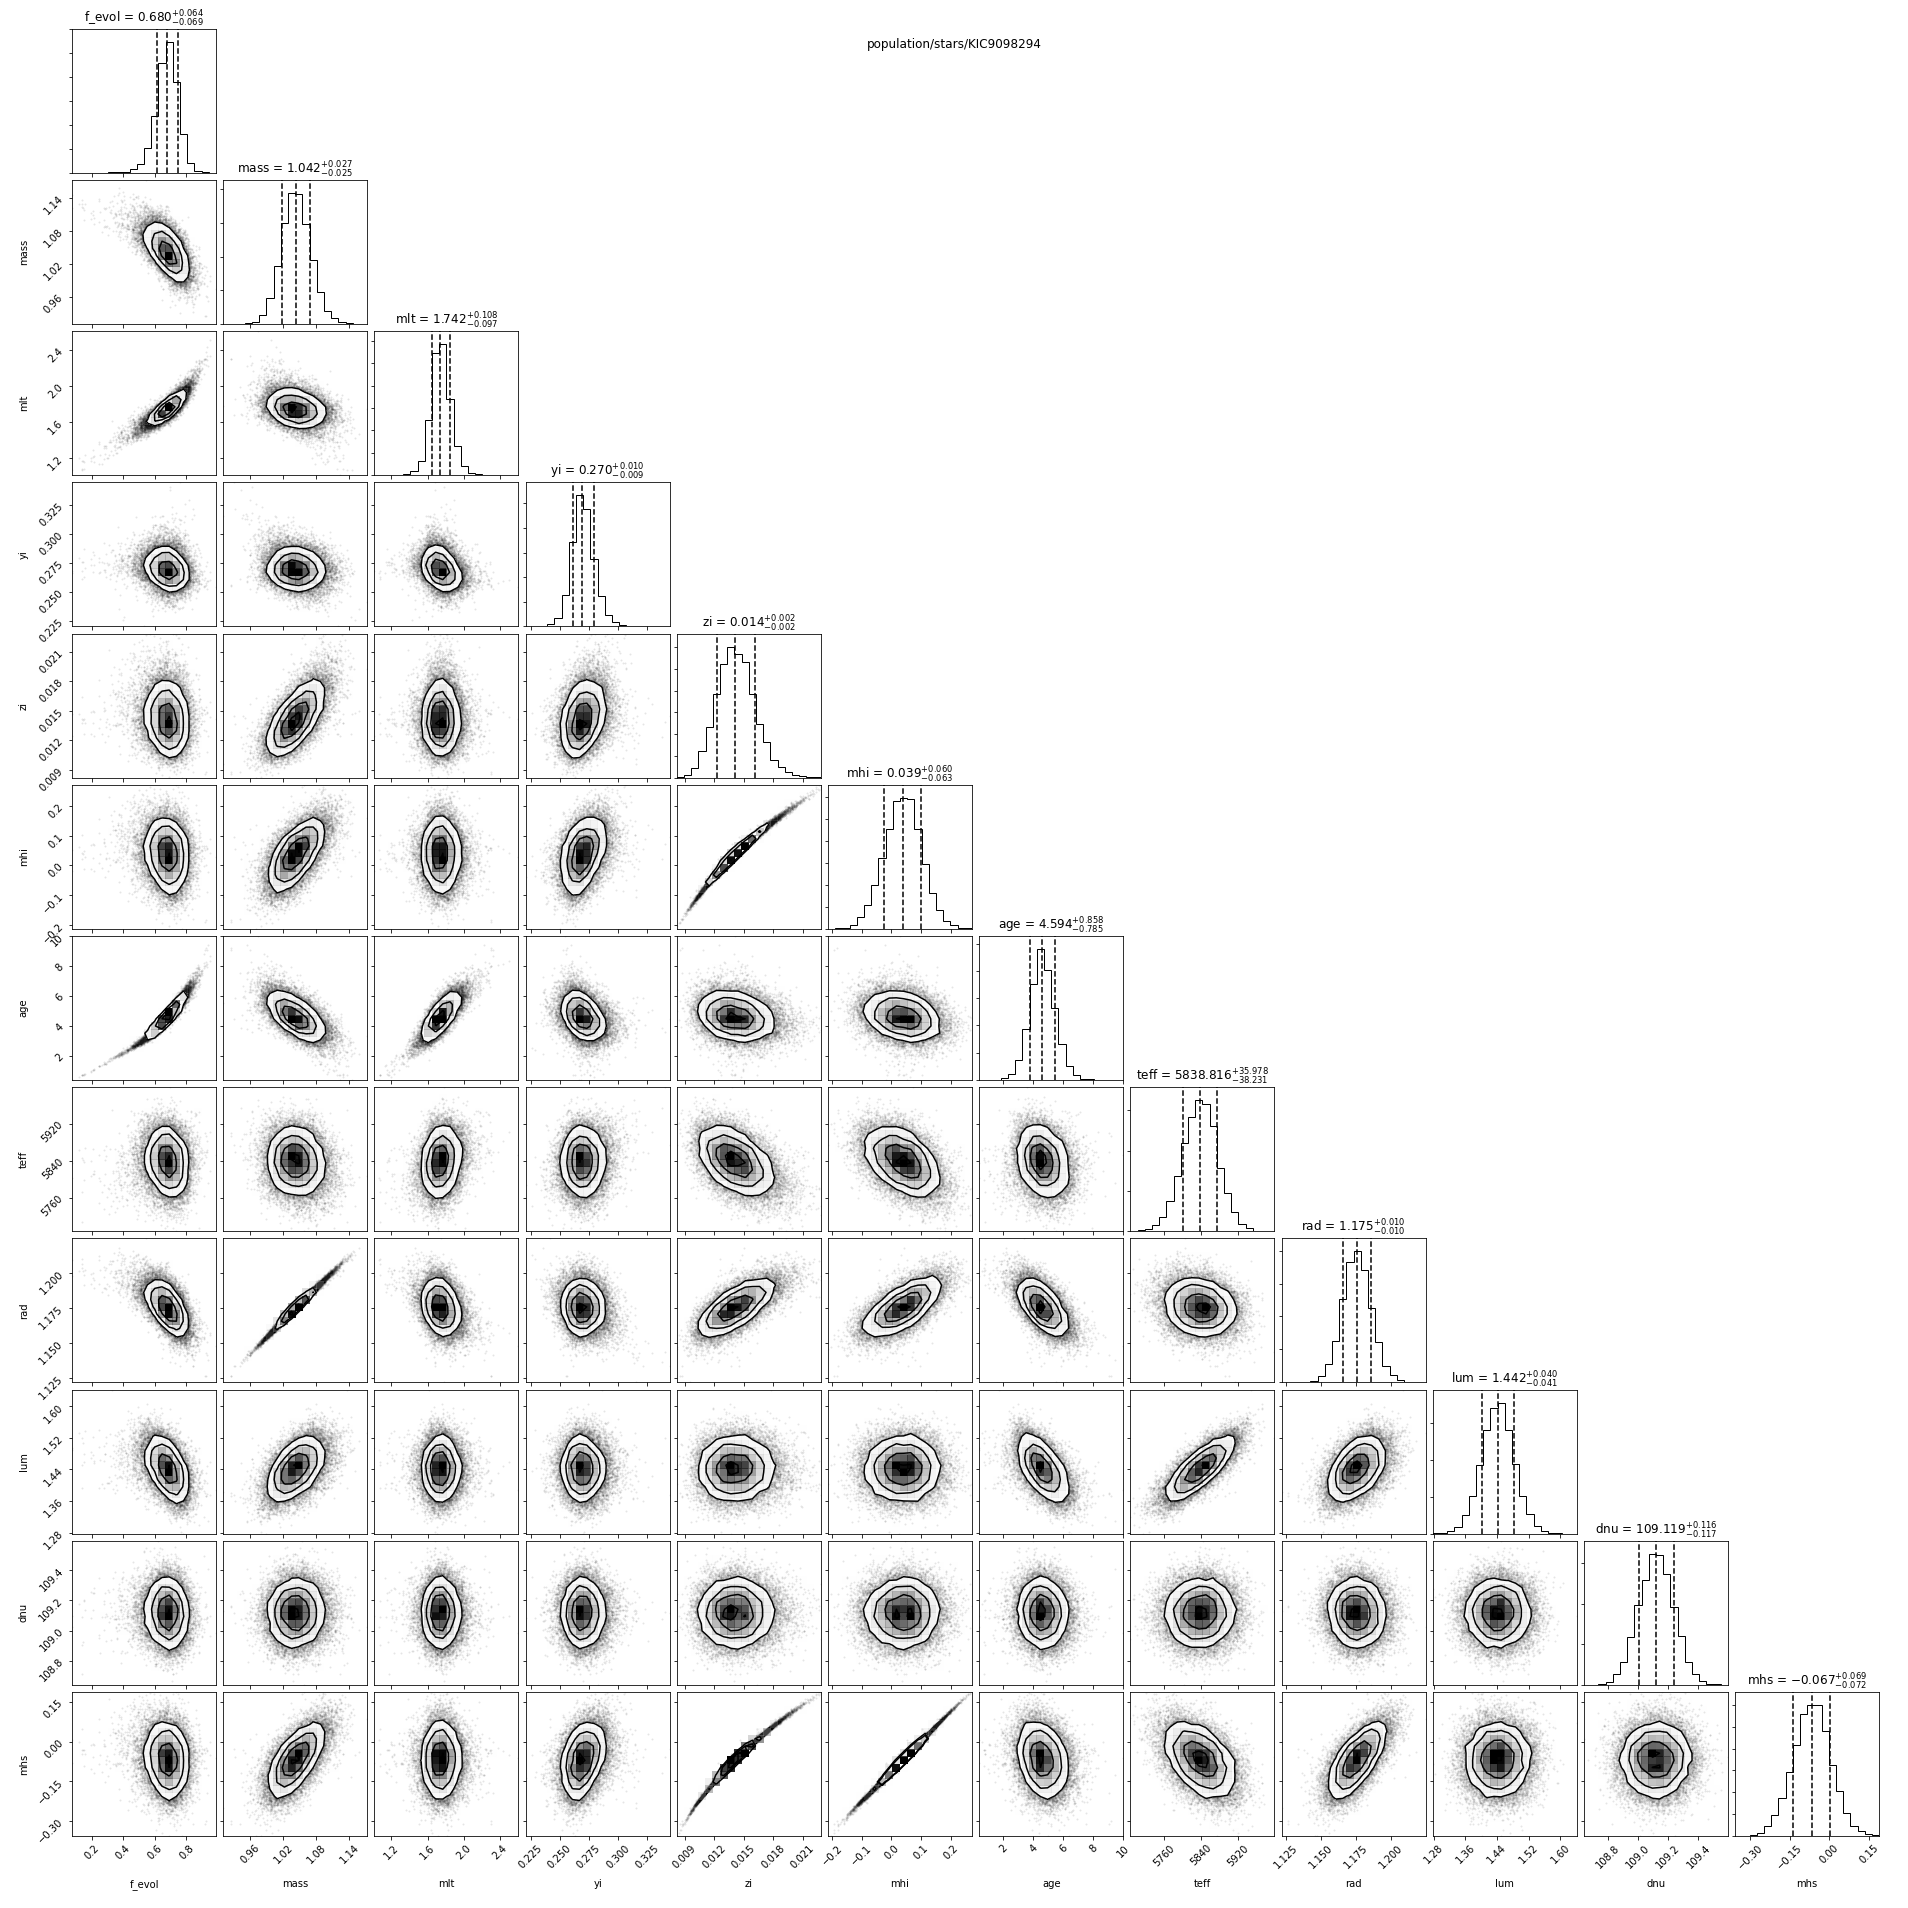 f_evol = 0.680+0.064−0.069
population/stars/KIC9098294
mass = 1.042+0.027−0.025
mass
1.14
1.08
1.02
0.96
mlt = 1.742+0.108−0.097
mlt
2.4
2.0
1.6
1.2
yi = 0.270+0.010−0.009
yi
0.325
0.300
0.275
0.250
0.225
zi = 0.014+0.002−0.002
zi
0.021
0.018
0.015
0.012
0.009
mhi = 0.039+0.060−0.063
mhi
0.2
0.1
0.0
−0.1
−0.2
age = 4.594+0.858−0.785
age
10
8
6
4
2
teff = 5838.816+35.978−38.231
teff
5920
5840
5760
rad = 1.175+0.010−0.010
rad
1.200
1.175
1.150
1.125
lum = 1.442+0.040−0.041
lum
1.60
1.52
1.44
1.36
1.28
dnu = 109.119+0.116−0.117
dnu
109.4
109.2
109.0
108.8
mhs = −0.067+0.069−0.072
mhs
0.15
0.00
−0.15
−0.30
0.2 0.4 0.6 0.8 0.96 1.02 1.08 1.14 1.2 1.6 2.0 2.4 0.225 0.250 0.275 0.300 0.325 0.009 0.012 0.015 0.018 0.021 −0.2 −0.1 0.0 0.1 0.2 2 4 6 8 10 5760 5840 5920 1.125 1.150 1.175 1.200 1.28 1.36 1.44 1.52 1.60 108.8 109.0 109.2 109.4 −0.30 −0.15 0.00 0.15
f_evol mass mlt yi zi mhi age teff rad lum dnu mhs